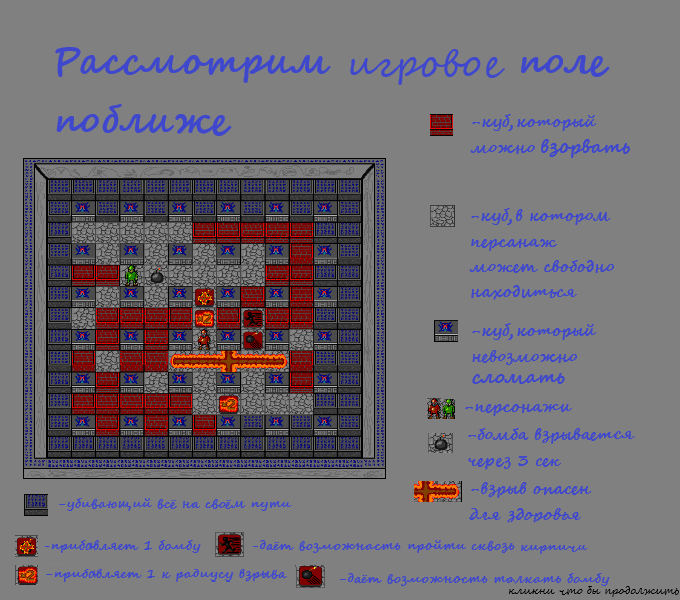 Рассмотрим игровое поле
поближе
-куб, который
можно взорвать
-куб, в котором
персанаж
может свободно
находиться
-куб, который
невозможно
сломать
-персонажи
-бомба взрывается
через 3 сек
-взрыв опасен
для здоровья
-убивающий всё на своём пути
-прибовляет 1 бомбу
-даёт возможность пройти сквозь кирпичи
-прибовляет 1 к радиусу взрыва
-даёт возможность толкать бомбу
кликни что бы продолжить